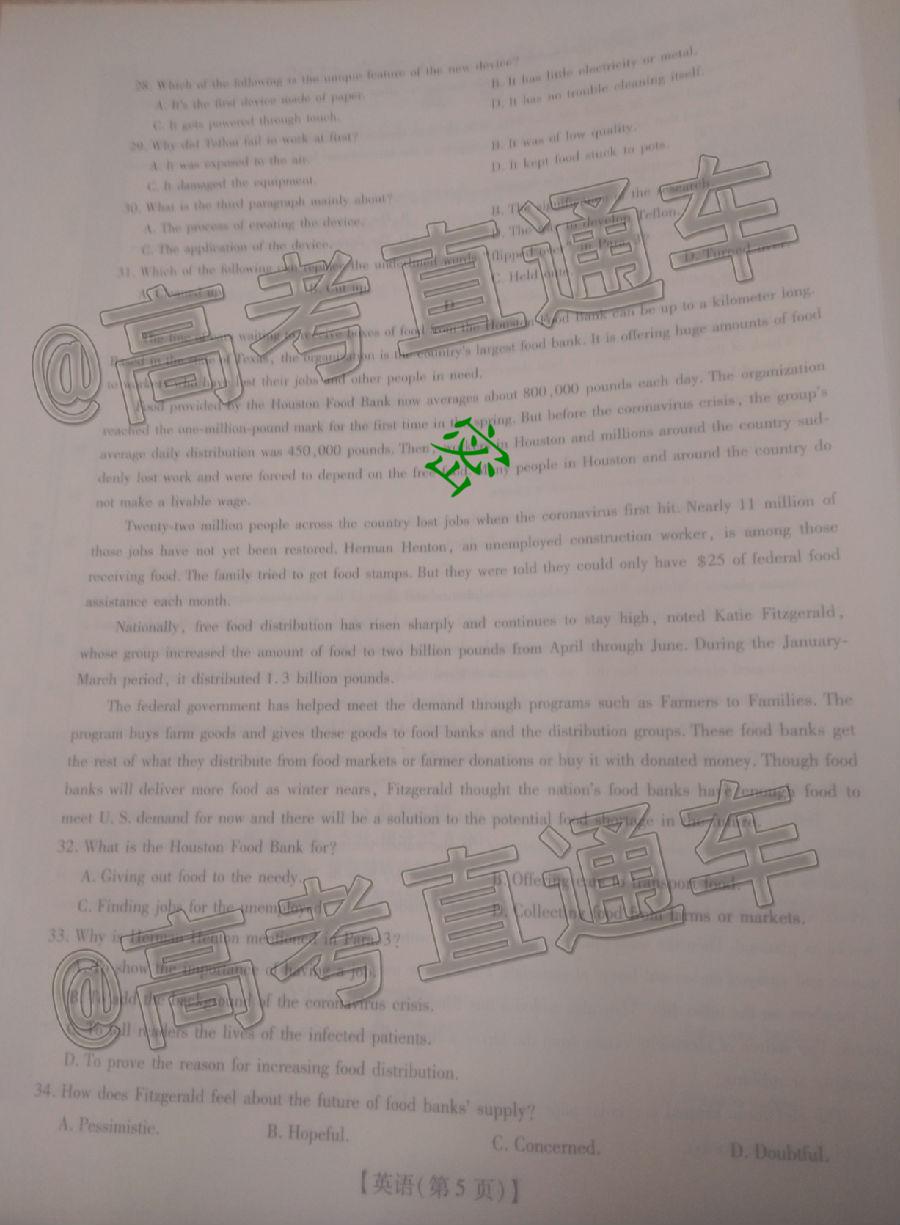 28. Which of the following is the unique feature of the new device?
A. It's the first device made of paper.
B. It has little electricity or metal.
C. It gets powered through touch.
D. It has no trouble cleaning itself.
29. Why did Teflon fail to work at first?
A. It was exposed to the air.
B. It was of low quality.
C. It damaged the equipment.
D. It kept food stuck to pots.
30. What is the third paragraph mainly about?
A. The process of creating the device.
B. The significance of the research.
C. The application of the device.
D. The to develop Teflon.
31. Which of the following can replace the underlined words "flipped over" in Para.
A. Cleaned up.
B. Cut up.
C. Held out.
D. Turned over.
D
The line of cars waiting to receive boxes of food from the Houston Food Bank can be up to a kilometer long.
Based in the state of Texas, the organization is the country's largest food bank. It is offering huge amounts of food
to workers who have lost their jobs and other people in need.
Food provided by the Houston Food Bank now averages about 800,000 pounds each day. The organization
reached the one-million-pound mark for the first time in the spring. But before the coronavirus crisis, the group's
average daily distribution was 450,000 pounds. Then, workers in Houston and millions around the country sud-
denly lost work and were forced to depend on the free food. Many people in Houston and around the country do
not make a livable wage.
Twenty-two million people across the country lost jobs when the coronavirus first hit. Nearly 11 million of
those jobs have not yet been restored. Herman Henton, an unemployed construction worker, is among those
receiving food. The family tried to get food stamps. But they were told they could only have $25 of federal food
assistance each month.
Nationally, free food distribution has risen sharply and continues to stay high, noted Katie Fitzgerald,
whose group increased the amount of food to two billion pounds from April through June. During the January-
March period, it distributed 1.3 billion pounds.
The federal government has helped meet the demand through programs such as Farmers to Families. The
program buys farm goods and gives these goods to food banks and the distribution groups. These food banks get
the rest of what they distribute from food markets or farmer donations or buy it with donated money. Though food
banks will deliver more food as winter nears, Fitzgerald thought the nation's food banks have enough food to
meet U.S. demand for now and there will be a solution to the potential food shortage in the future.
32. What is the Houston Food Bank for?
A. Giving out food to the needy.
B. Offering cars to transport food.
C. Finding jobs for the unemployed.
D. Collecting food from farms or markets.
33. Why is Herman Henton mentioned in Para. 3?
A. To show the importance of having a job.
B. To add the background of the coronavirus crisis.
C. To tell readers the lives of the infected patients.
D. To prove the reason for increasing food distribution.
34. How does Fitzgerald feel about the future of food banks' supply?
A. Pessimistic.
B. Hopeful.
C. Concerned.
D. Doubtful.
【英语(第5页)】
@高考直通车
密
@高考直通车